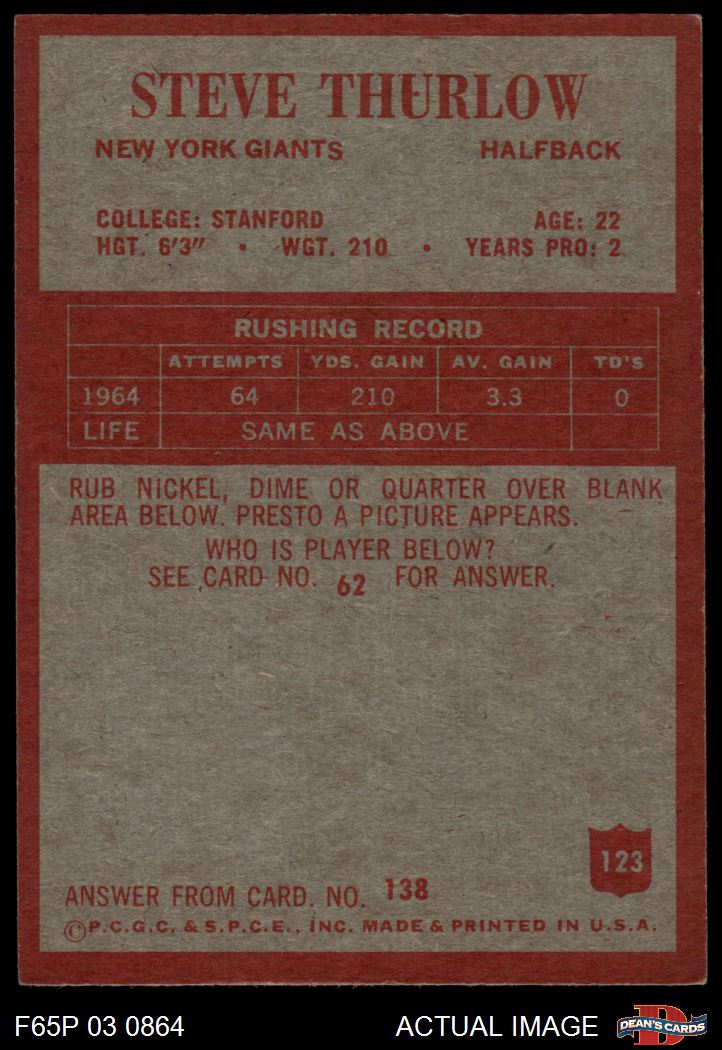 STEVE THURLOW
NEW YORK GIANTS HALFBACK
COLLEGE: STANFORD AGE: 22
HGT. 6'3" • WGT. 210 • YEARS PRO: 2
RUSHING RECORD
ATTEMPTS YDS. GAIN AV. GAIN TD'S
1964 64 210 3.3 0
LIFE SAME AS ABOVE
RUB NICKEL, DIME OR QUARTER OVER BLANK
AREA BELOW. PRESTO A PICTURE APPEARS.
WHO IS PLAYER BELOW?
SEE CARD NO. 62 FOR ANSWER.
123
ANSWER FROM CARD. NO. 138
©P.C.G.C. & S.P.C.E., INC. MADE & PRINTED IN U.S.A.
F65P 03 0864 ACTUAL IMAGE D DEAN'S CARDS